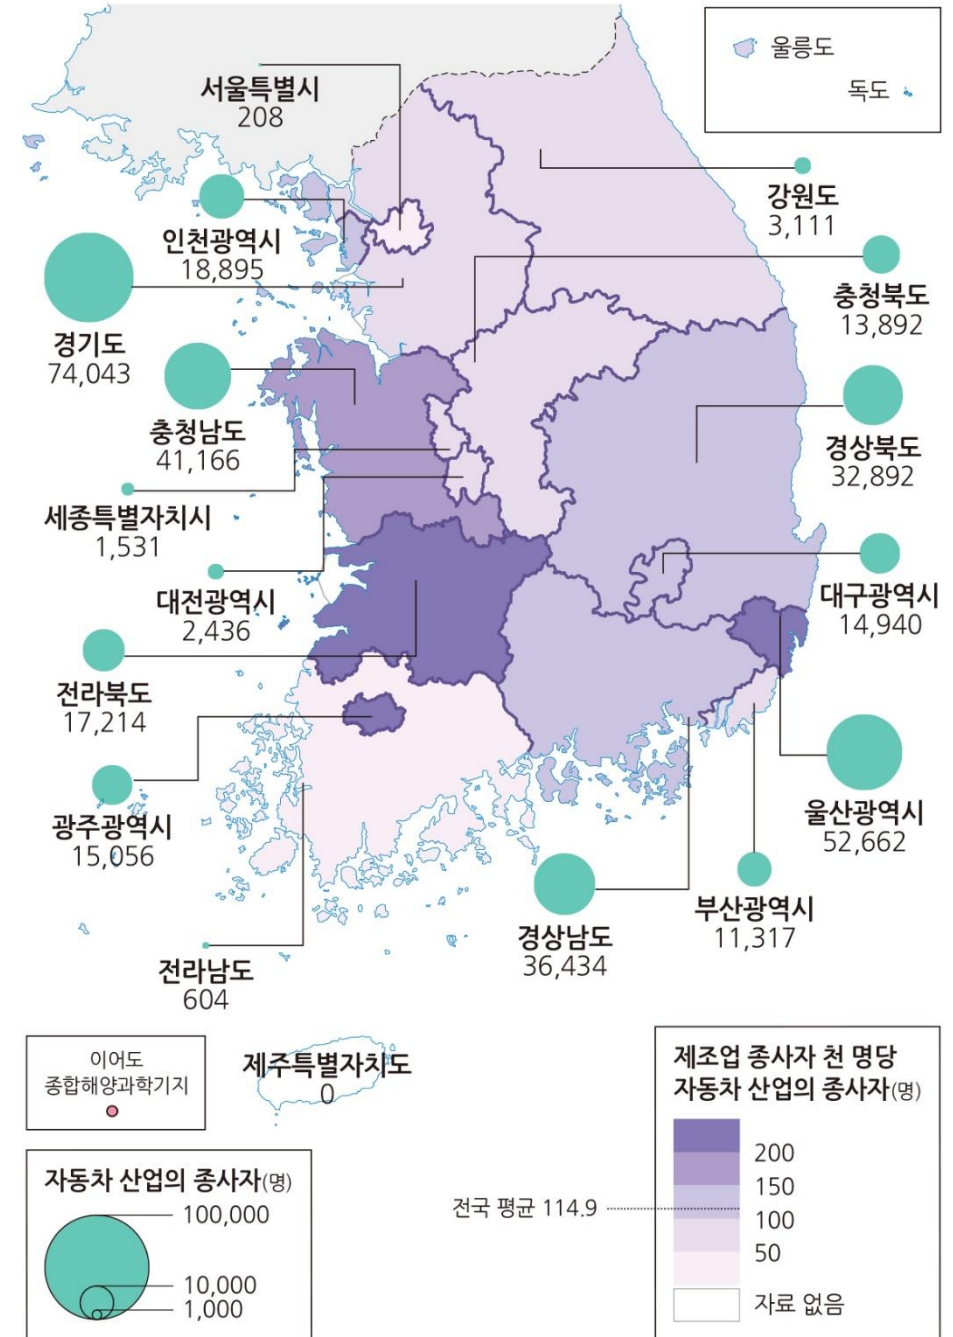 울릉도
독도
서울특별시
208
강원도
3,111
인천광역시
18,895
충청북도
13,892
경기도
74,043
충청남도
41,166
경상북도
32,892
세종특별자치시
1,531
대전광역시
2,436
대구광역시
14,940
전라북도
17,214
광주광역시
15,056
울산광역시
52,662
부산광역시
11,317
경상남도
36,434
전라남도
604
이어도
종합해양과학기지
제주특별자치도
0
자동차 산업의 종사자(명)
100,000
10,000
1,000
제조업 종사자 천 명당
자동차 산업의 종사자(명)
200
150
전국 평균 114.9
100
50
자료 없음